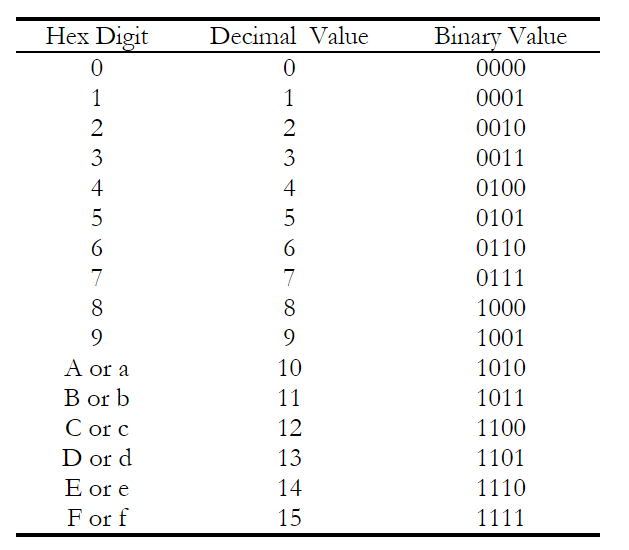 Hex Digit Decimal Value Binary Value
0 0 0000
1 1 0001
2 2 0010
3 3 0011
4 4 0100
5 5 0101
6 6 0110
7 7 0111
8 8 1000
9 9 1001
A or a 10 1010
B or b 11 1011
C or c 12 1100
D or d 13 1101
E or e 14 1110
F or f 15 1111